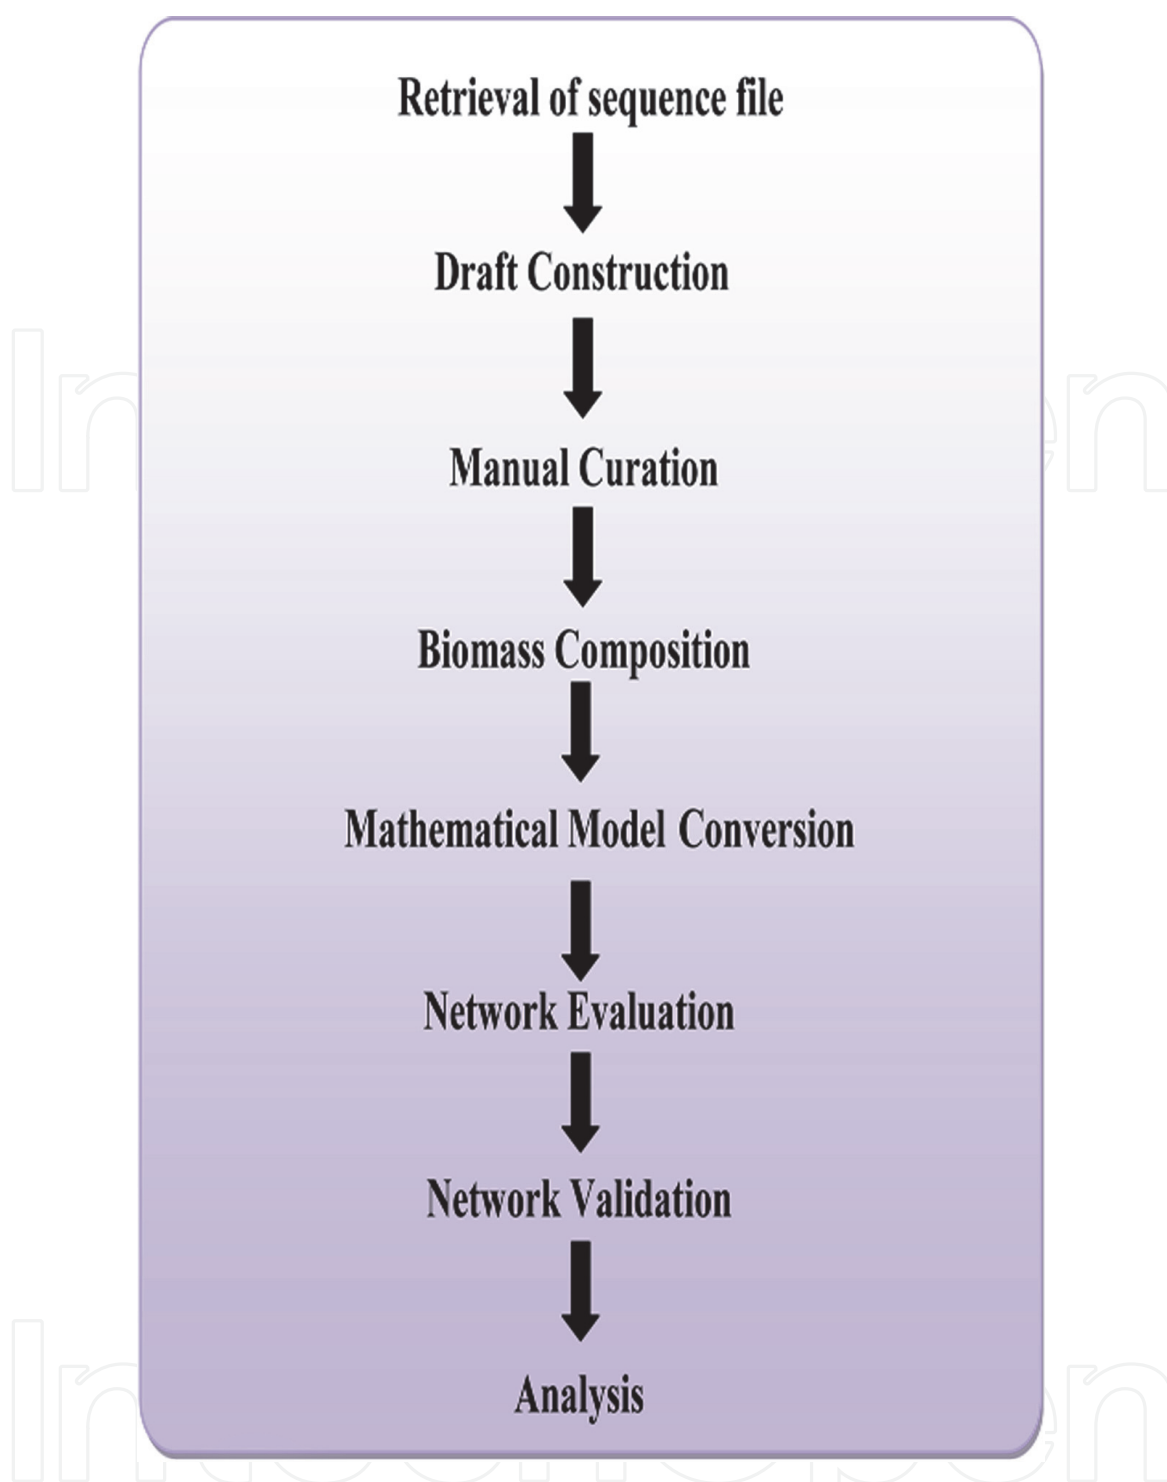 Retrieval of sequence file
Draft Construction
Manual Curation
Biomass Composition
Mathematical Model Conversion
Network Evaluation
Network Validation
Analysis